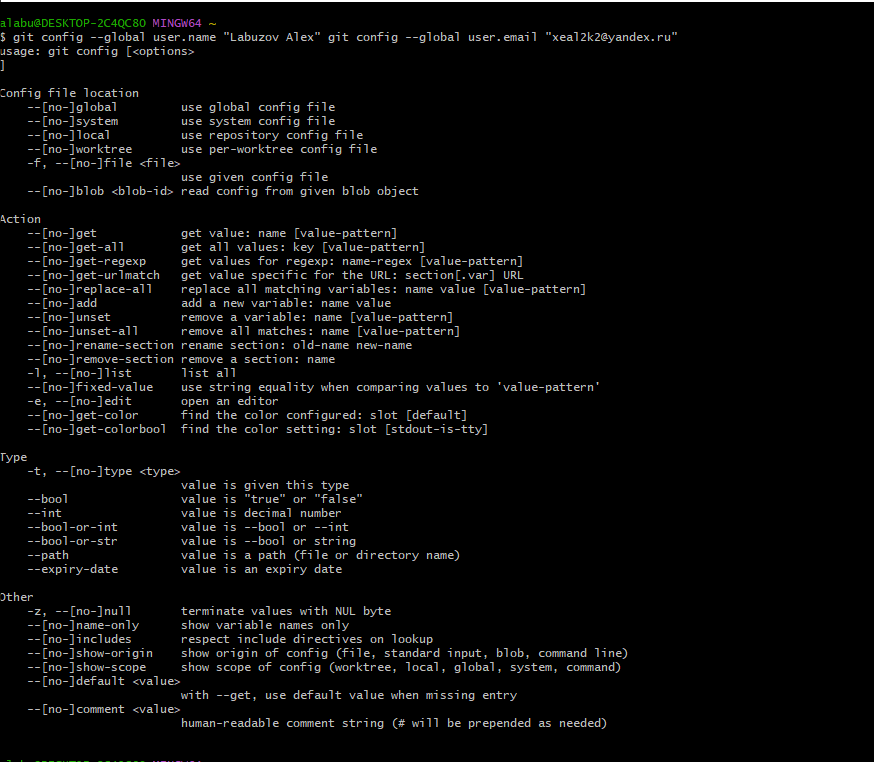 alabu@DESKTOP-2C4QC8O MINGW64 ~
$ git config --global user.name "Labuzov Alex" git config --global user.email "xeal2k2@yandex.ru"
usage: git config [<options>
]
Config file location
--[no-]global use global config file
--[no-]system use system config file
--[no-]local use repository config file
--[no-]worktree use per-worktree config file
-f, --[no-]file <file>
use given config file
--[no-]blob <blob-id> read config from given blob object
Action
--[no-]get get value: name [value-pattern]
--[no-]get-all get all values: key [value-pattern]
--[no-]get-regexp get values for regexp: name-regex [value-pattern]
--[no-]get-urlmatch get value specific for the URL: section[.var] URL
--[no-]replace-all replace all matching variables: name value [value-pattern]
--[no-]add add a new variable: name value
--[no-]unset remove a variable: name [value-pattern]
--[no-]unset-all remove all matches: name [value-pattern]
--[no-]rename-section rename section: old-name new-name
--[no-]remove-section remove a section: name
-l, --[no-]list list all
--[no-]fixed-value use string equality when comparing values to 'value-pattern'
-e, --[no-]edit open an editor
--[no-]get-color find the color configured: slot [default]
--[no-]get-colorbool find the color setting: slot [stdout-is-tty]
Type
-t, --[no-]type <type>
value is given this type
--bool value is "true" or "false"
--int value is decimal number
--bool-or-int value is --bool or --int
--bool-or-str value is --bool or string
--path value is a path (file or directory name)
--expiry-date value is an expiry date
Other
-z, --[no-]null terminate values with NUL byte
--[no-]name-only show variable names only
--[no-]includes respect include directives on lookup
--[no-]show-origin show origin of config (file, standard input, blob, command line)
--[no-]show-scope show scope of config (worktree, local, global, system, command)
--[no-]default <value>
with --get, use default value when missing entry
--[no-]comment <value>
human-readable comment string (# will be prepended as needed)